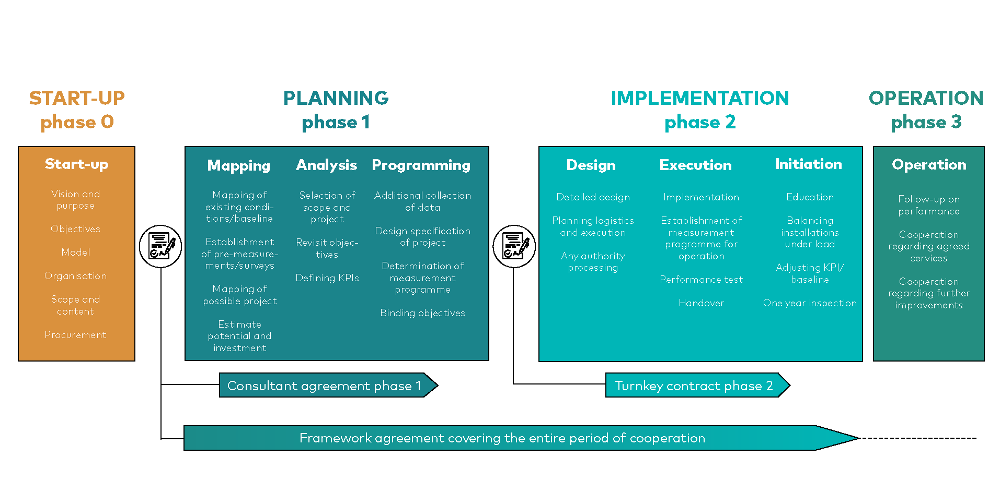 START-UP
phase 0
PLANNING
phase 1
IMPLEMENTATION
phase 2
OPERATION
phase 3
Start-up
Vision and
purpose
Objectives
Model
Organisation
Scope and
content
Procurement
Mapping
Mapping of
existing condi-
tions/baseline
Establishment
of pre-measure-
ments/surveys
Mapping of
possible project
Estimate
potential and
investment
Analysis
Selection of
scope and
project
Revisit objec-
tives
Defining KPIs
Programming
Additional collection
of data
Design specification
of project
Determination of
measurement
programme
Binding objectives
Design
Detailed design
Planning logistics
and execution
Any authority
processing
Execution
Implementation
Establishment of
measurement
programme for
operation
Performance test
Handover
Initiation
Education
Balancing
installations
under load
Adjusting KPI/
baseline
One year inspection
Operation
Follow-up on
performance
Cooperation
regarding agreed
services
Cooperation
regarding further
improvements
Consultant agreement phase 1
Turnkey contract phase 2
Framework agreement covering the entire period of cooperation